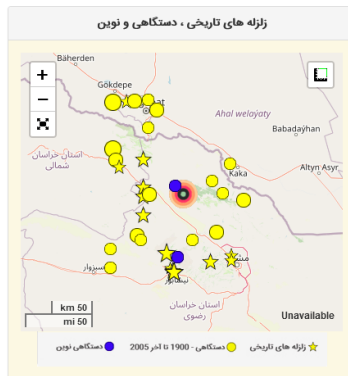 زلزله های تاریخی ، دستگاهی و نوین
Bäherden
Gökdepe
Ahal welaýaty
Babadaýhan
استان خراسان
شمالی
Kaka
Altyn Asyr
سبزوار
نیشابور
استان خراسان
رضوی
50 km
50 mi
Unavailable
زلزله های تاریخی
دستگاهی - 1900 تا آخر 2005
دستگاهی نوین